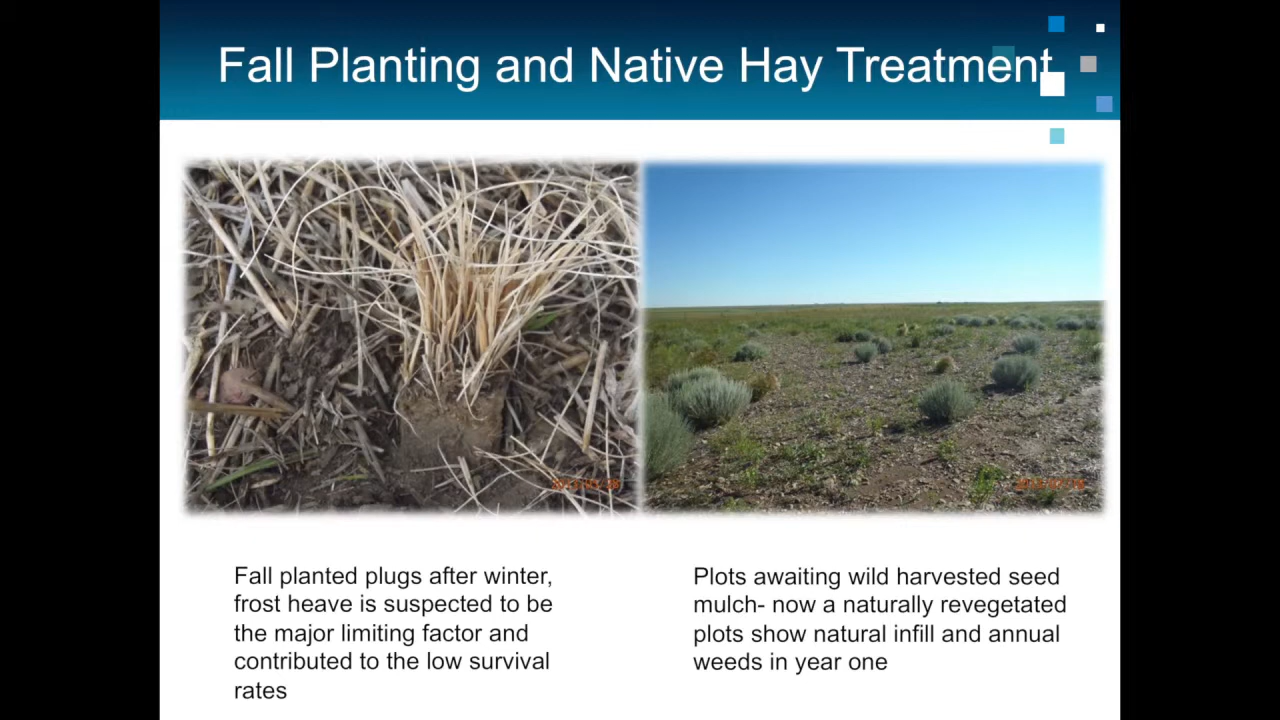 Fall Planting and Native Hay Treatment
Fall planted plugs after winter,
frost heave is suspected to be
the major limiting factor and
contributed to the low survival
rates
Plots awaiting wild harvested seed
mulch- now a naturally revegetated
plots show natural infill and annual
weeds in year one